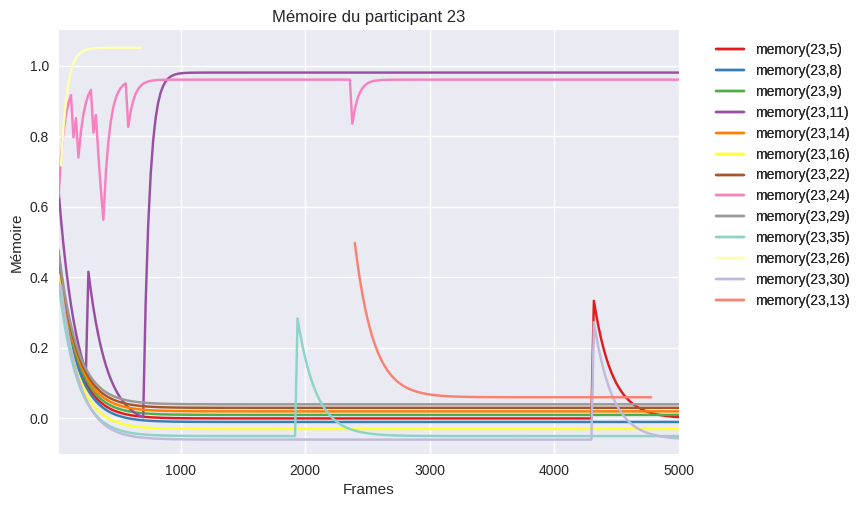 Mémoire du participant 23
Mémoire
1.0
0.8
0.6
0.4
0.2
0.0
1000
2000
3000
4000
5000
Frames
memory(23,5)
memory(23,8)
memory(23,9)
memory(23,11)
memory(23,14)
memory(23,16)
memory(23,22)
memory(23,24)
memory(23,29)
memory(23,35)
memory(23,26)
memory(23,30)
memory(23,13)